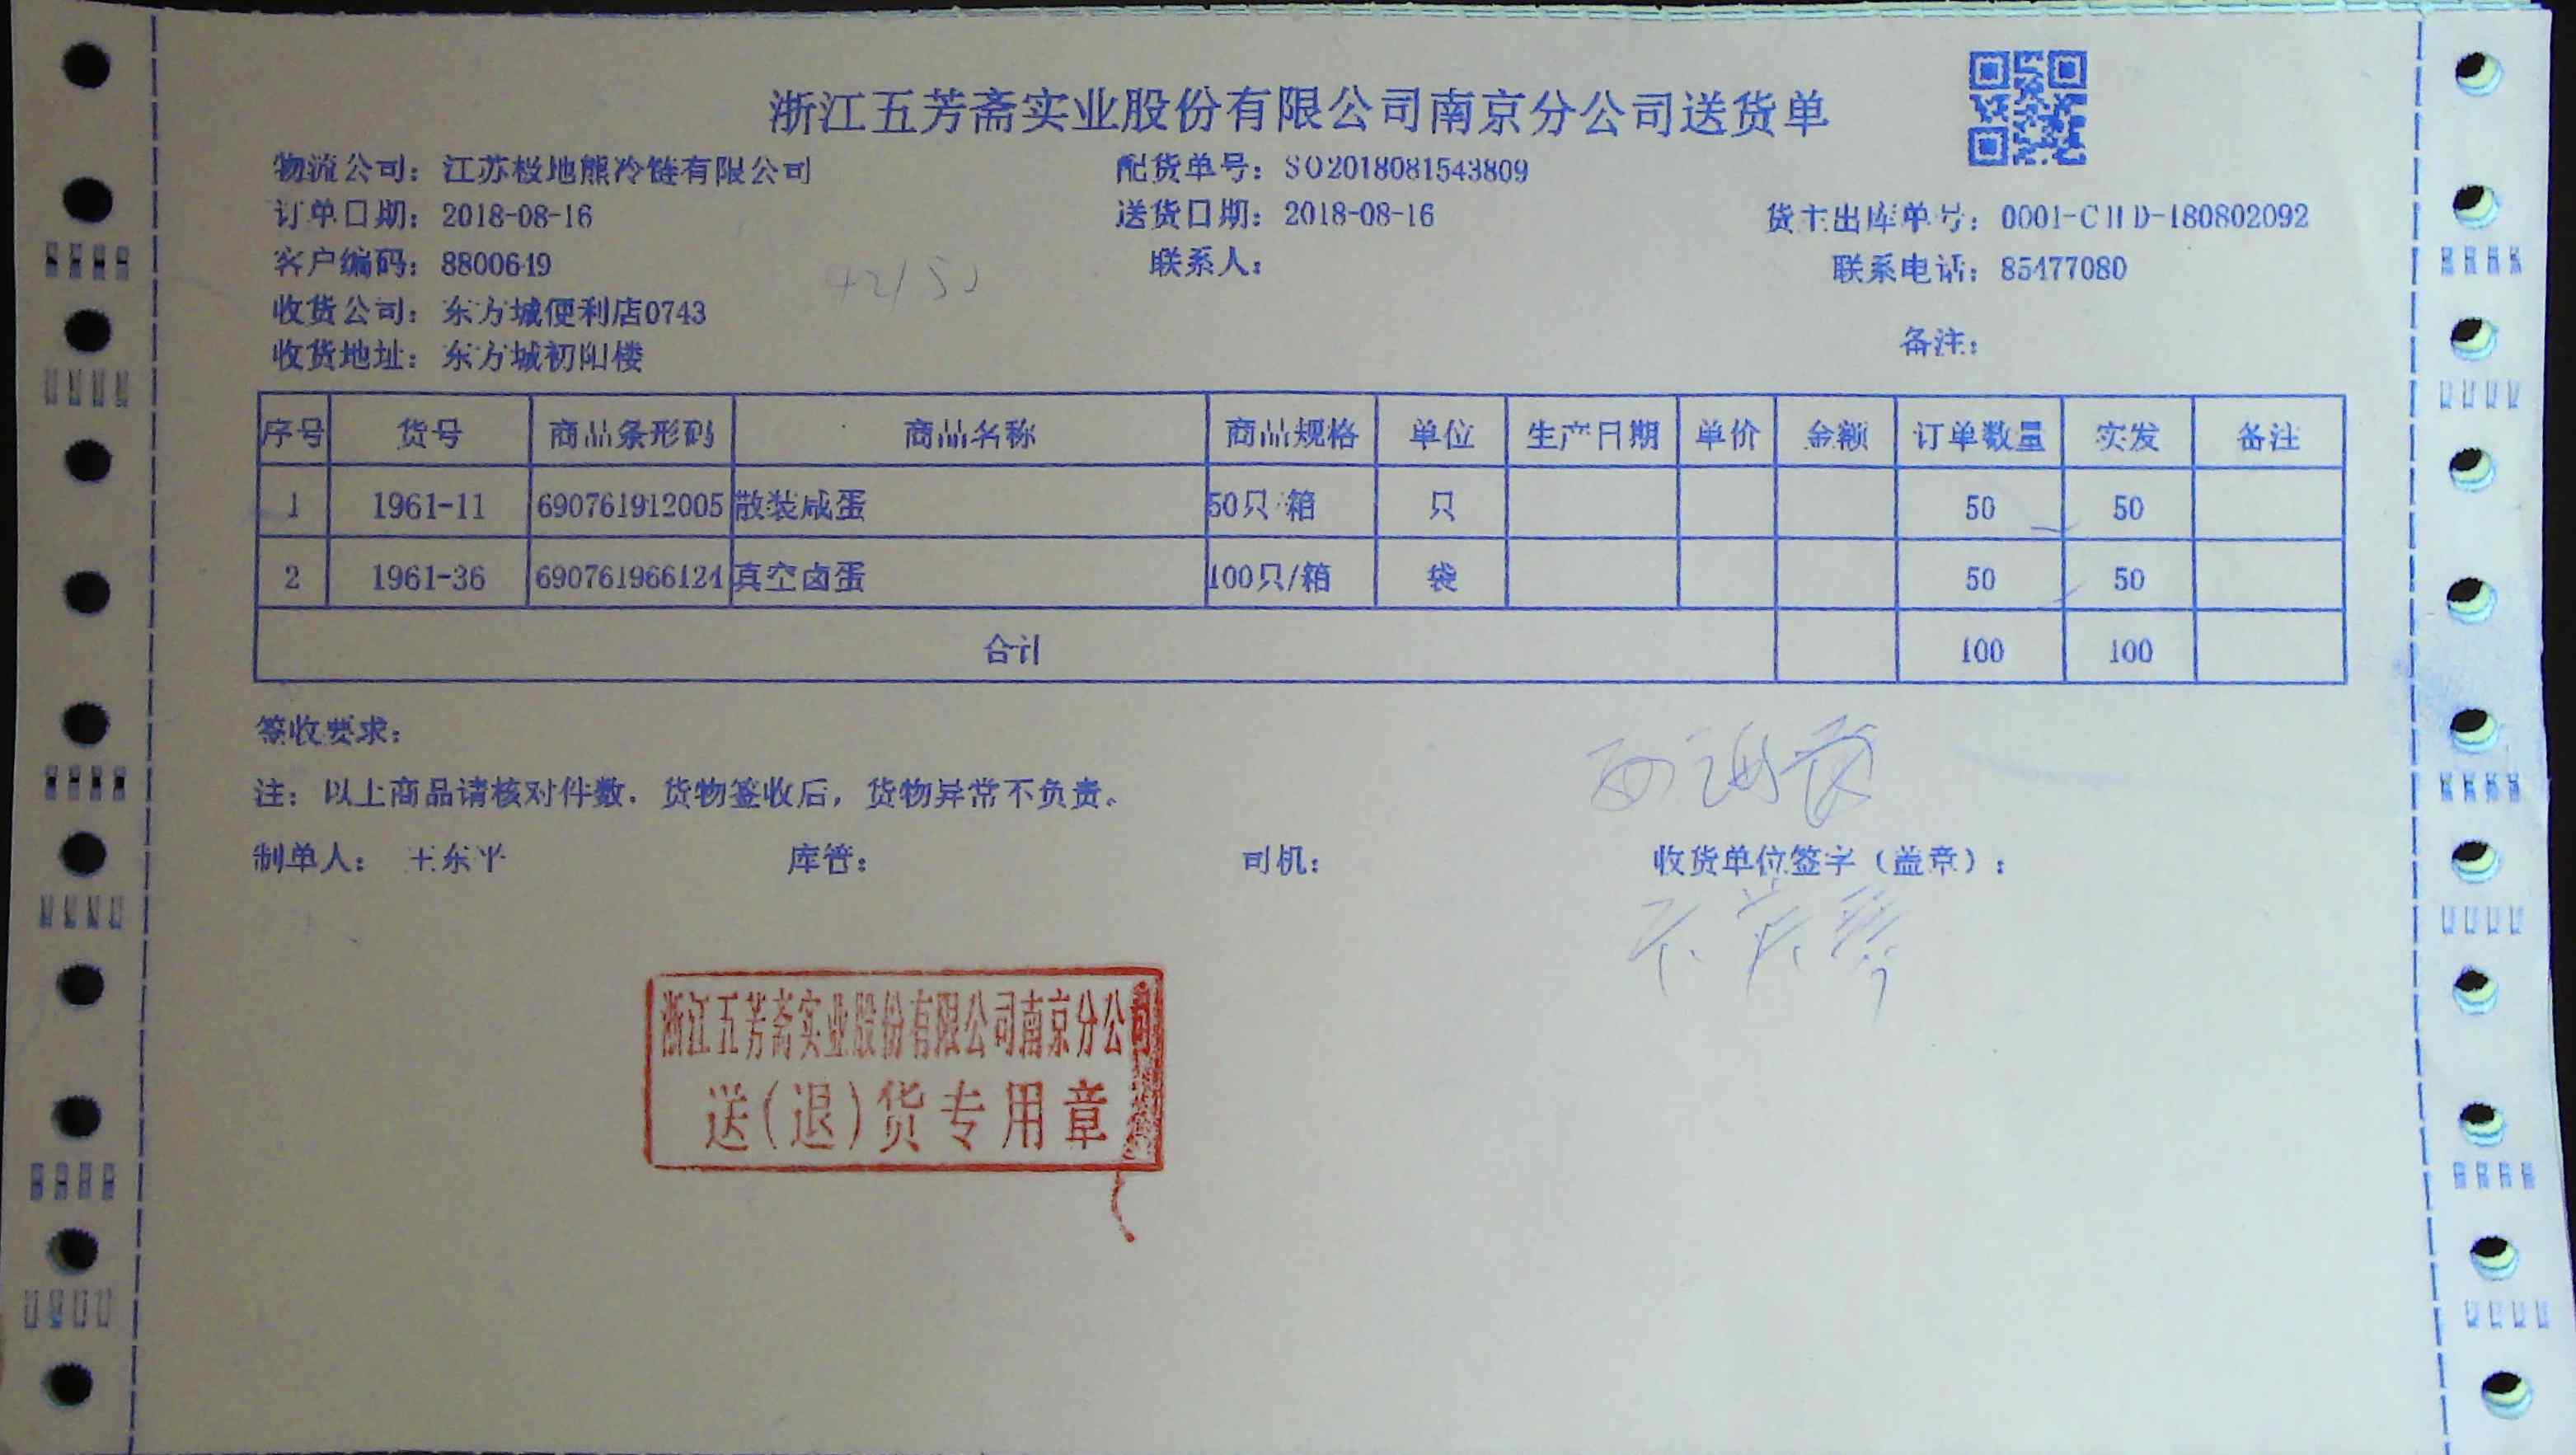 浙江五芳斋实业股份有限公司南京分公司送货单
物流公司：江苏极地熊冷链有限公司 配货单号：SO2018081543809
订单日期：2018-08-16 送货日期：2018-08-16 货主出库单号：0001-CHD-180802092
客户编码：8800649 联系人： 联系电话：85477080
收货公司：东方城便利店0743
收货地址：东方城初阳楼 备注：
序号 货号 商品条形码 商品名称 商品规格 单位 生产日期 单价 金额 订单数量 实发 备注
1 1961-11 690761912005 散装咸蛋 50只/箱 只 50 50
2 1961-36 690761966124 真空卤蛋 100只/箱 袋 50 50
合计 100 100
签收要求：
注：以上商品请核对件数，货物签收后，货物异常不负责。
制单人： 王东平 库管： 司机： 收货单位签字（盖章）：
浙江五芳斋实业股份有限公司南京分公司
送（退）货专用章